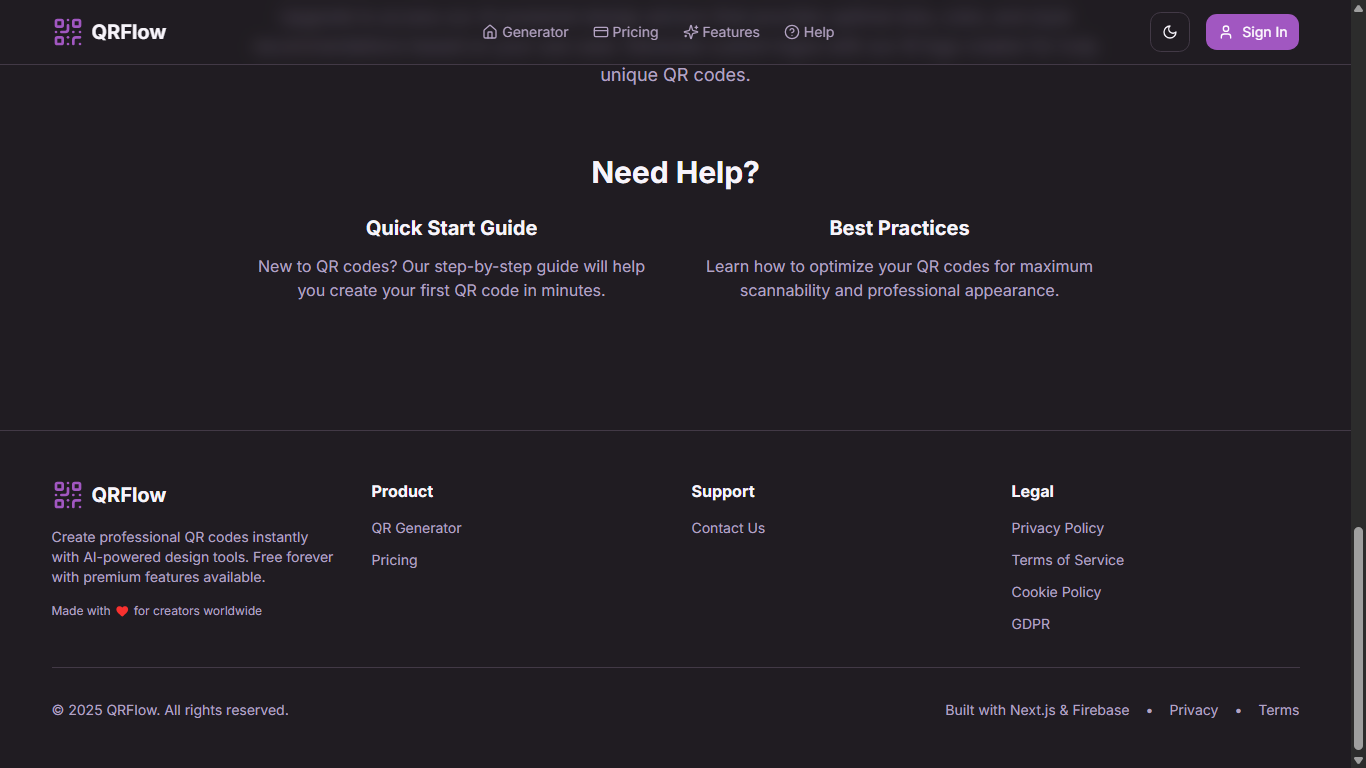 QRFlow
Generator
Pricing
Features
Help
Sign In
unique QR codes.
Need Help?
Quick Start Guide
New to QR codes? Our step-by-step guide will help
you create your first QR code in minutes.
Best Practices
Learn how to optimize your QR codes for maximum
scannability and professional appearance.
QRFlow
Create professional QR codes instantly
with AI-powered design tools. Free forever
with premium features available.
Made with ❤️ for creators worldwide
Product
QR Generator
Pricing
Support
Contact Us
Legal
Privacy Policy
Terms of Service
Cookie Policy
GDPR
© 2025 QRFlow. All rights reserved.
Built with Next.js & Firebase • Privacy • Terms